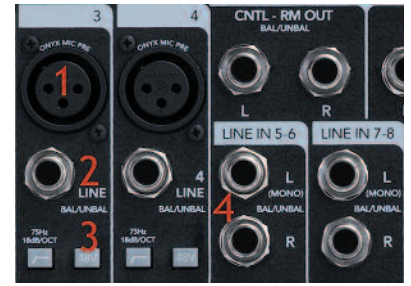 3
4
CNTL - RM OUT
BAL/UNBAL
ONYX MIC PRE
ONYX MIC PRE
1
L
R
LINE IN 5-6
LINE IN 7-8
2
LINE
BAL/UNBAL
4
LINE
BAL/UNBAL
L
(MONO)
BAL/UNBAL
L
(MONO)
BAL/UNBAL
4
R
R
75Hz
18dB/OCT
3
48V
75Hz
18dB/OCT
48V